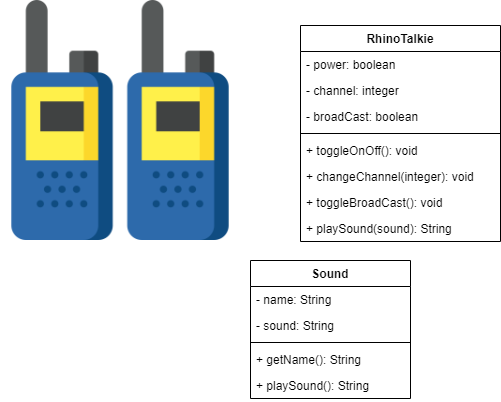 RhinoTalkie
- power: boolean
- channel: integer
- broadCast: boolean
+ toggleOnOff(): void
+ changeChannel(integer): void
+ toggleBroadCast(): void
+ playSound(sound): String
Sound
- name: String
- sound: String
+ getName(): String
+ playSound(): String